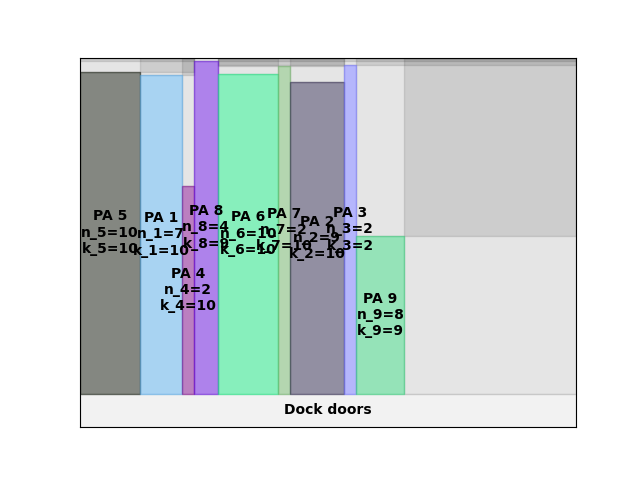 PA 5
n_5=10
k_5=10
PA 1
n_1=7
k_1=10
PA 4
n_4=2
k_4=10
PA 8
n_8=4
k_8=9
PA 6
n_6=10
k_6=10
PA 7
n_7=2
k_7=10
PA 2
n_2=9
k_2=10
PA 3
n_3=2
k_3=2
PA 9
n_9=8
k_9=9
Dock doors